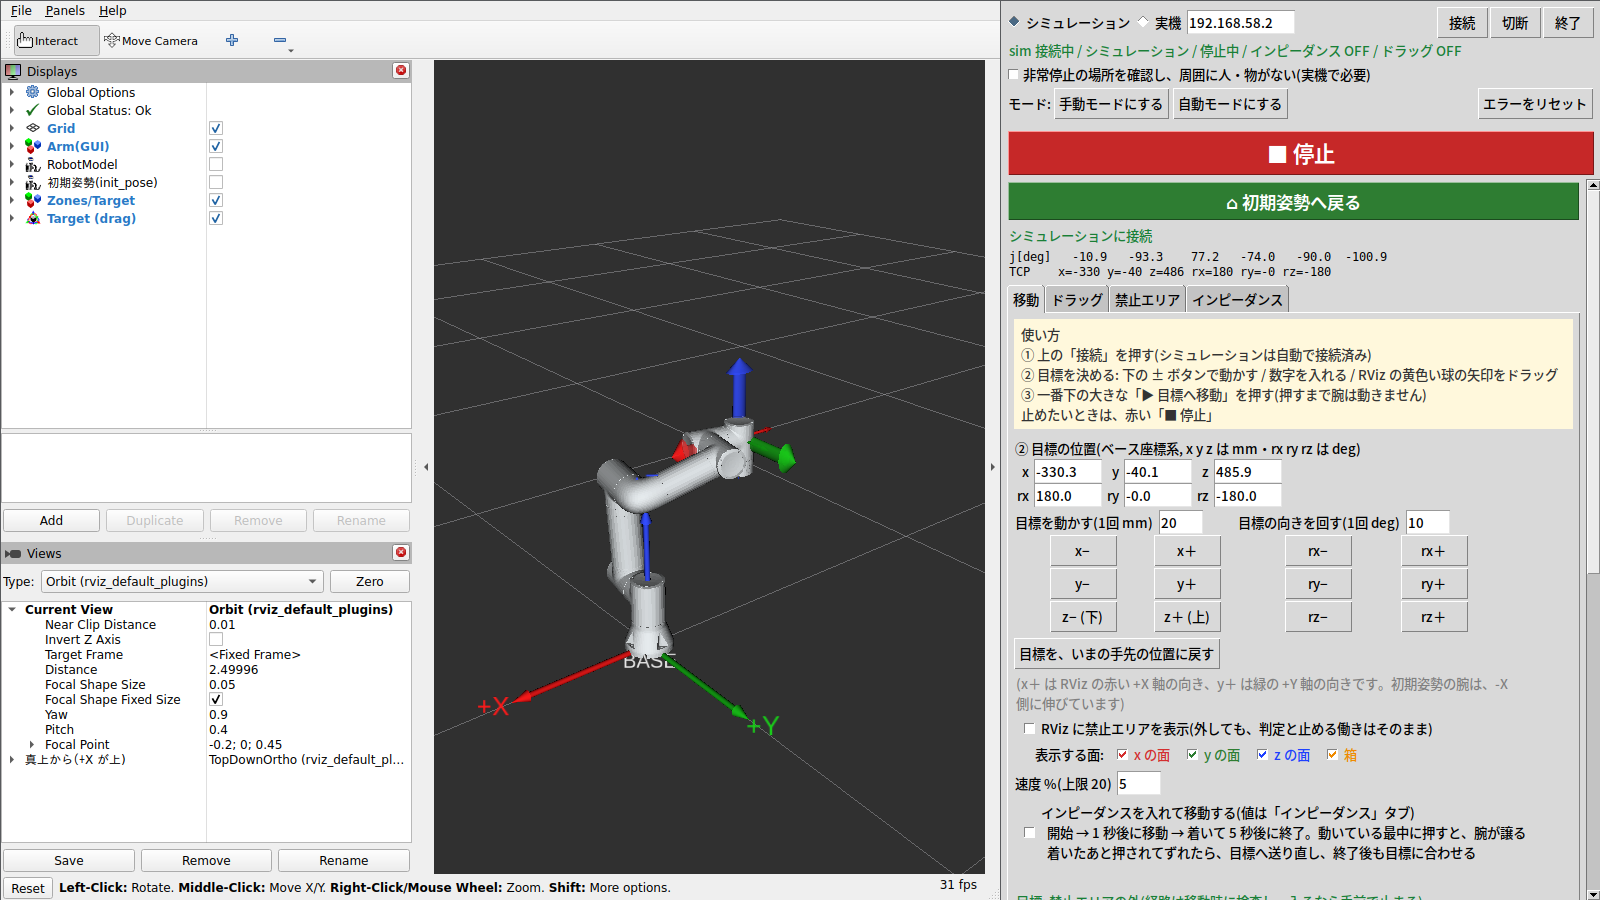 File Panels Help
Interact Move Camera
Displays
Global Options
Global Status: Ok
Grid
Arm(GUI)
RobotModel
初期姿勢(init_pose)
Zones/Target
Target (drag)
Add Duplicate Remove Rename
Views
Type: Orbit (rviz_default_plugins) Zero
Current View Orbit (rviz_default_plugins)
Near Clip Distance 0.01
Invert Z Axis
Target Frame <Fixed Frame>
Distance 2.49996
Focal Shape Size 0.05
Focal Shape Fixed Size
Yaw 0.9
Pitch 0.4
Focal Point -0.2; 0; 0.45
真上から(+X が上) TopDownOrtho (rviz_default_pl...
Save Remove Rename
Reset Left-Click: Rotate. Middle-Click: Move X/Y. Right-Click/Mouse Wheel: Zoom. Shift: More options. 31 fps
BASE
+X
+Y
シミュレーション 実機 192.168.58.2 接続 切断 終了
sim 接続中 / シミュレーション / 停止中 / インピーダンス OFF / ドラッグ OFF
非常停止の場所を確認し、周囲に人・物がない(実機で必要)
モード: 手動モードにする 自動モードにする エラーをリセット
■ 停止
⌂ 初期姿勢へ戻る
シミュレーションに接続
j[deg] -10.9 -93.3 77.2 -74.0 -90.0 -100.9
TCP x=-330 y=-40 z=486 rx=180 ry=-0 rz=-180
移動 ドラッグ 禁止エリア インピーダンス
使い方
① 上の「接続」を押す(シミュレーションは自動で接続済み)
② 目標を決める: 下の ± ボタンで動かす / 数字を入れる / RViz の黄色い球の矢印をドラッグ
③ 一番下の大きな「▶ 目標へ移動」を押す(押すまで腕は動きません)
止めたいときは、赤い「■ 停止」
② 目標の位置(ベース座標系, x y z は mm・rx ry rz は deg)
x -330.3 y -40.1 z 485.9
rx 180.0 ry -0.0 rz -180.0
目標を動かす(1回 mm) 20 目標の向きを回す(1回 deg) 10
x− x＋ rx− rx＋
y− y＋ ry− ry＋
z− (下) z＋ (上) rz− rz＋
目標を、いまの手先の位置に戻す
(x＋ は RViz の赤い +X 軸の向き、y＋ は緑の +Y 軸の向きです。初期姿勢の腕は、-X
側に伸びています)
RViz に禁止エリアを表示(外しても、判定と止める働きはそのまま)
表示する面: x の面 y の面 z の面 箱
速度 %(上限 20) 5
インピーダンスを入れて移動する(値は「インピーダンス」タブ)
開始 → 1 秒後に移動 → 着いて 5 秒後に終了。動いている最中に押すと、腕が譲る
着いたあと押されてずれたら、目標へ送り直し、終了後も目標に合わせる